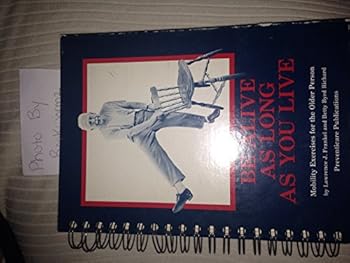 BE ALIVE
AS LONG
AS YOU LIVE
Mobility Exercises for the Older Person
by Lawrence J. Frankel and Betty Byrd Richard
Preventicare Publications
Photo By